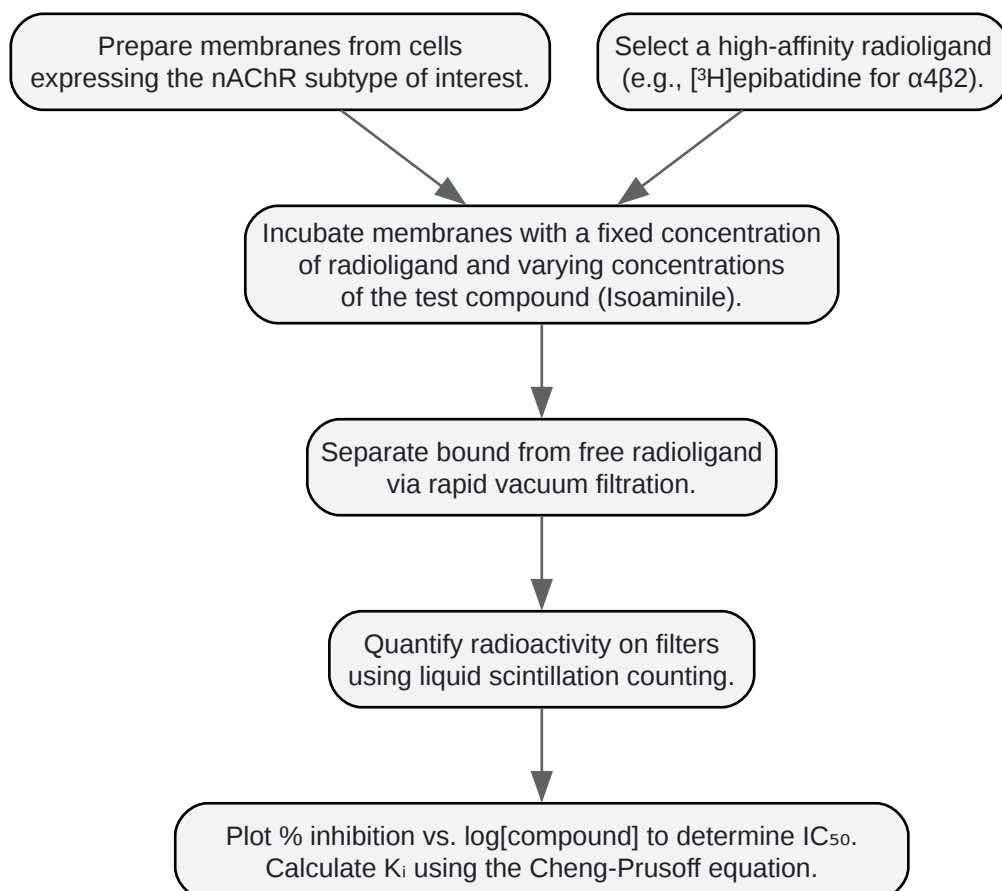 Prepare membranes from cells
expressing the nAChR subtype of interest.
Select a high-affinity radioligand
(e.g., [³H]epibatidine for α4β2).
Incubate membranes with a fixed concentration
of radioligand and varying concentrations
of the test compound (Isoaminile).
Separate bound from free radioligand
via rapid vacuum filtration.
Quantify radioactivity on filters
using liquid scintillation counting.
Plot % inhibition vs. log[compound] to determine IC₅₀.
Calculate Kᵢ using the Cheng-Prusoff equation.